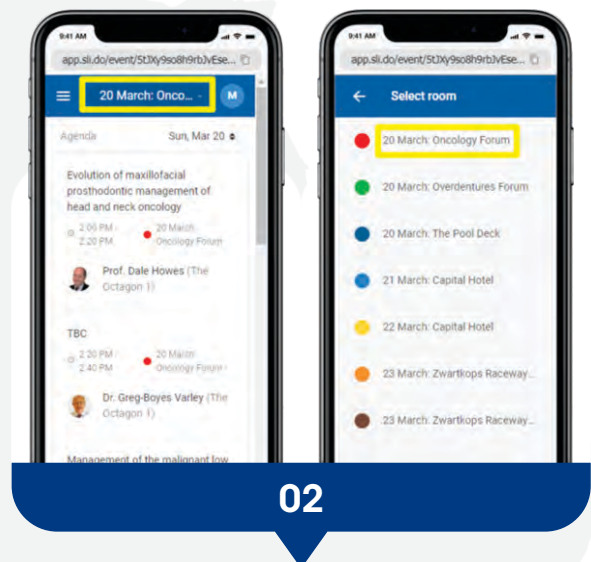 9:41 AM
app.sli.do/event/5tJXy9so8h9rbJvEse...
20 March: Onco...
M
Agenda
Sun, Mar 20
Evolution of maxillofacial
prosthodontic management of
head and neck oncology
2:00 PM -
2:20 PM
20 March:
Oncology Forum
Prof. Dale Howes (The
Octagon 1)
TBC
2:20 PM -
2:40 PM
20 March:
Oncology Forum
Dr. Greg-Boyes Varley (The
Octagon 1)
Management of the malignant low
9:41 AM
app.sli.do/event/5tJXy9so8h9rbJvEse...
Select room
20 March: Oncology Forum
20 March: Overdentures Forum
20 March: The Pool Deck
21 March: Capital Hotel
22 March: Capital Hotel
23 March: Zwartkops Raceway...
23 March: Zwartkops Raceway...
02